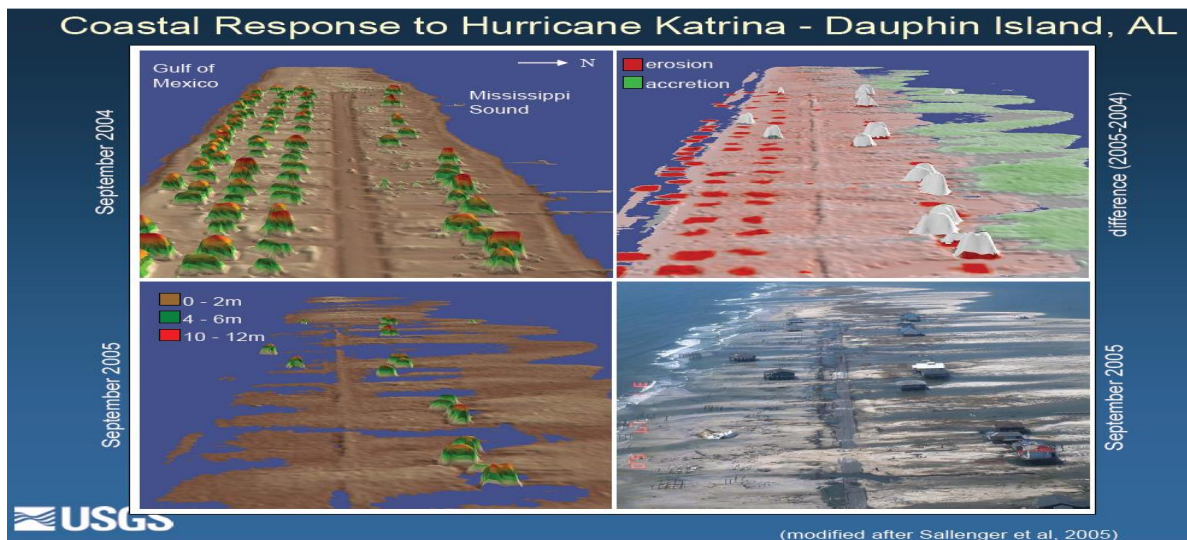 Coastal Response to Hurricane Katrina - Dauphin Island, AL
September 2004
Gulf of
Mexico
N
Mississippi
Sound
erosion
accretion
difference (2005-2004)
September 2005
0 - 2m
4 - 6m
10 - 12m
September 2005
USGS
(modified after Sallenger et al, 2005)